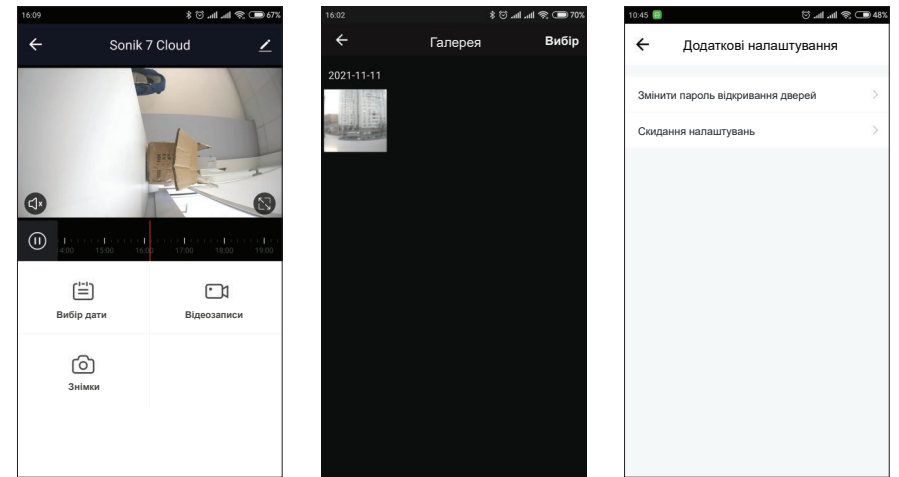 16:09
67%
Sonik 7 Cloud
4:00 15:00 16:00 17:00 18:00 19:00
Вибір дати
Відеозаписи
Знімки
16:02
70%
Галерея
Вибір
2021-11-11
10:45
48%
Додаткові налаштування
Змінити пароль відкривання дверей
Скидання налаштувань